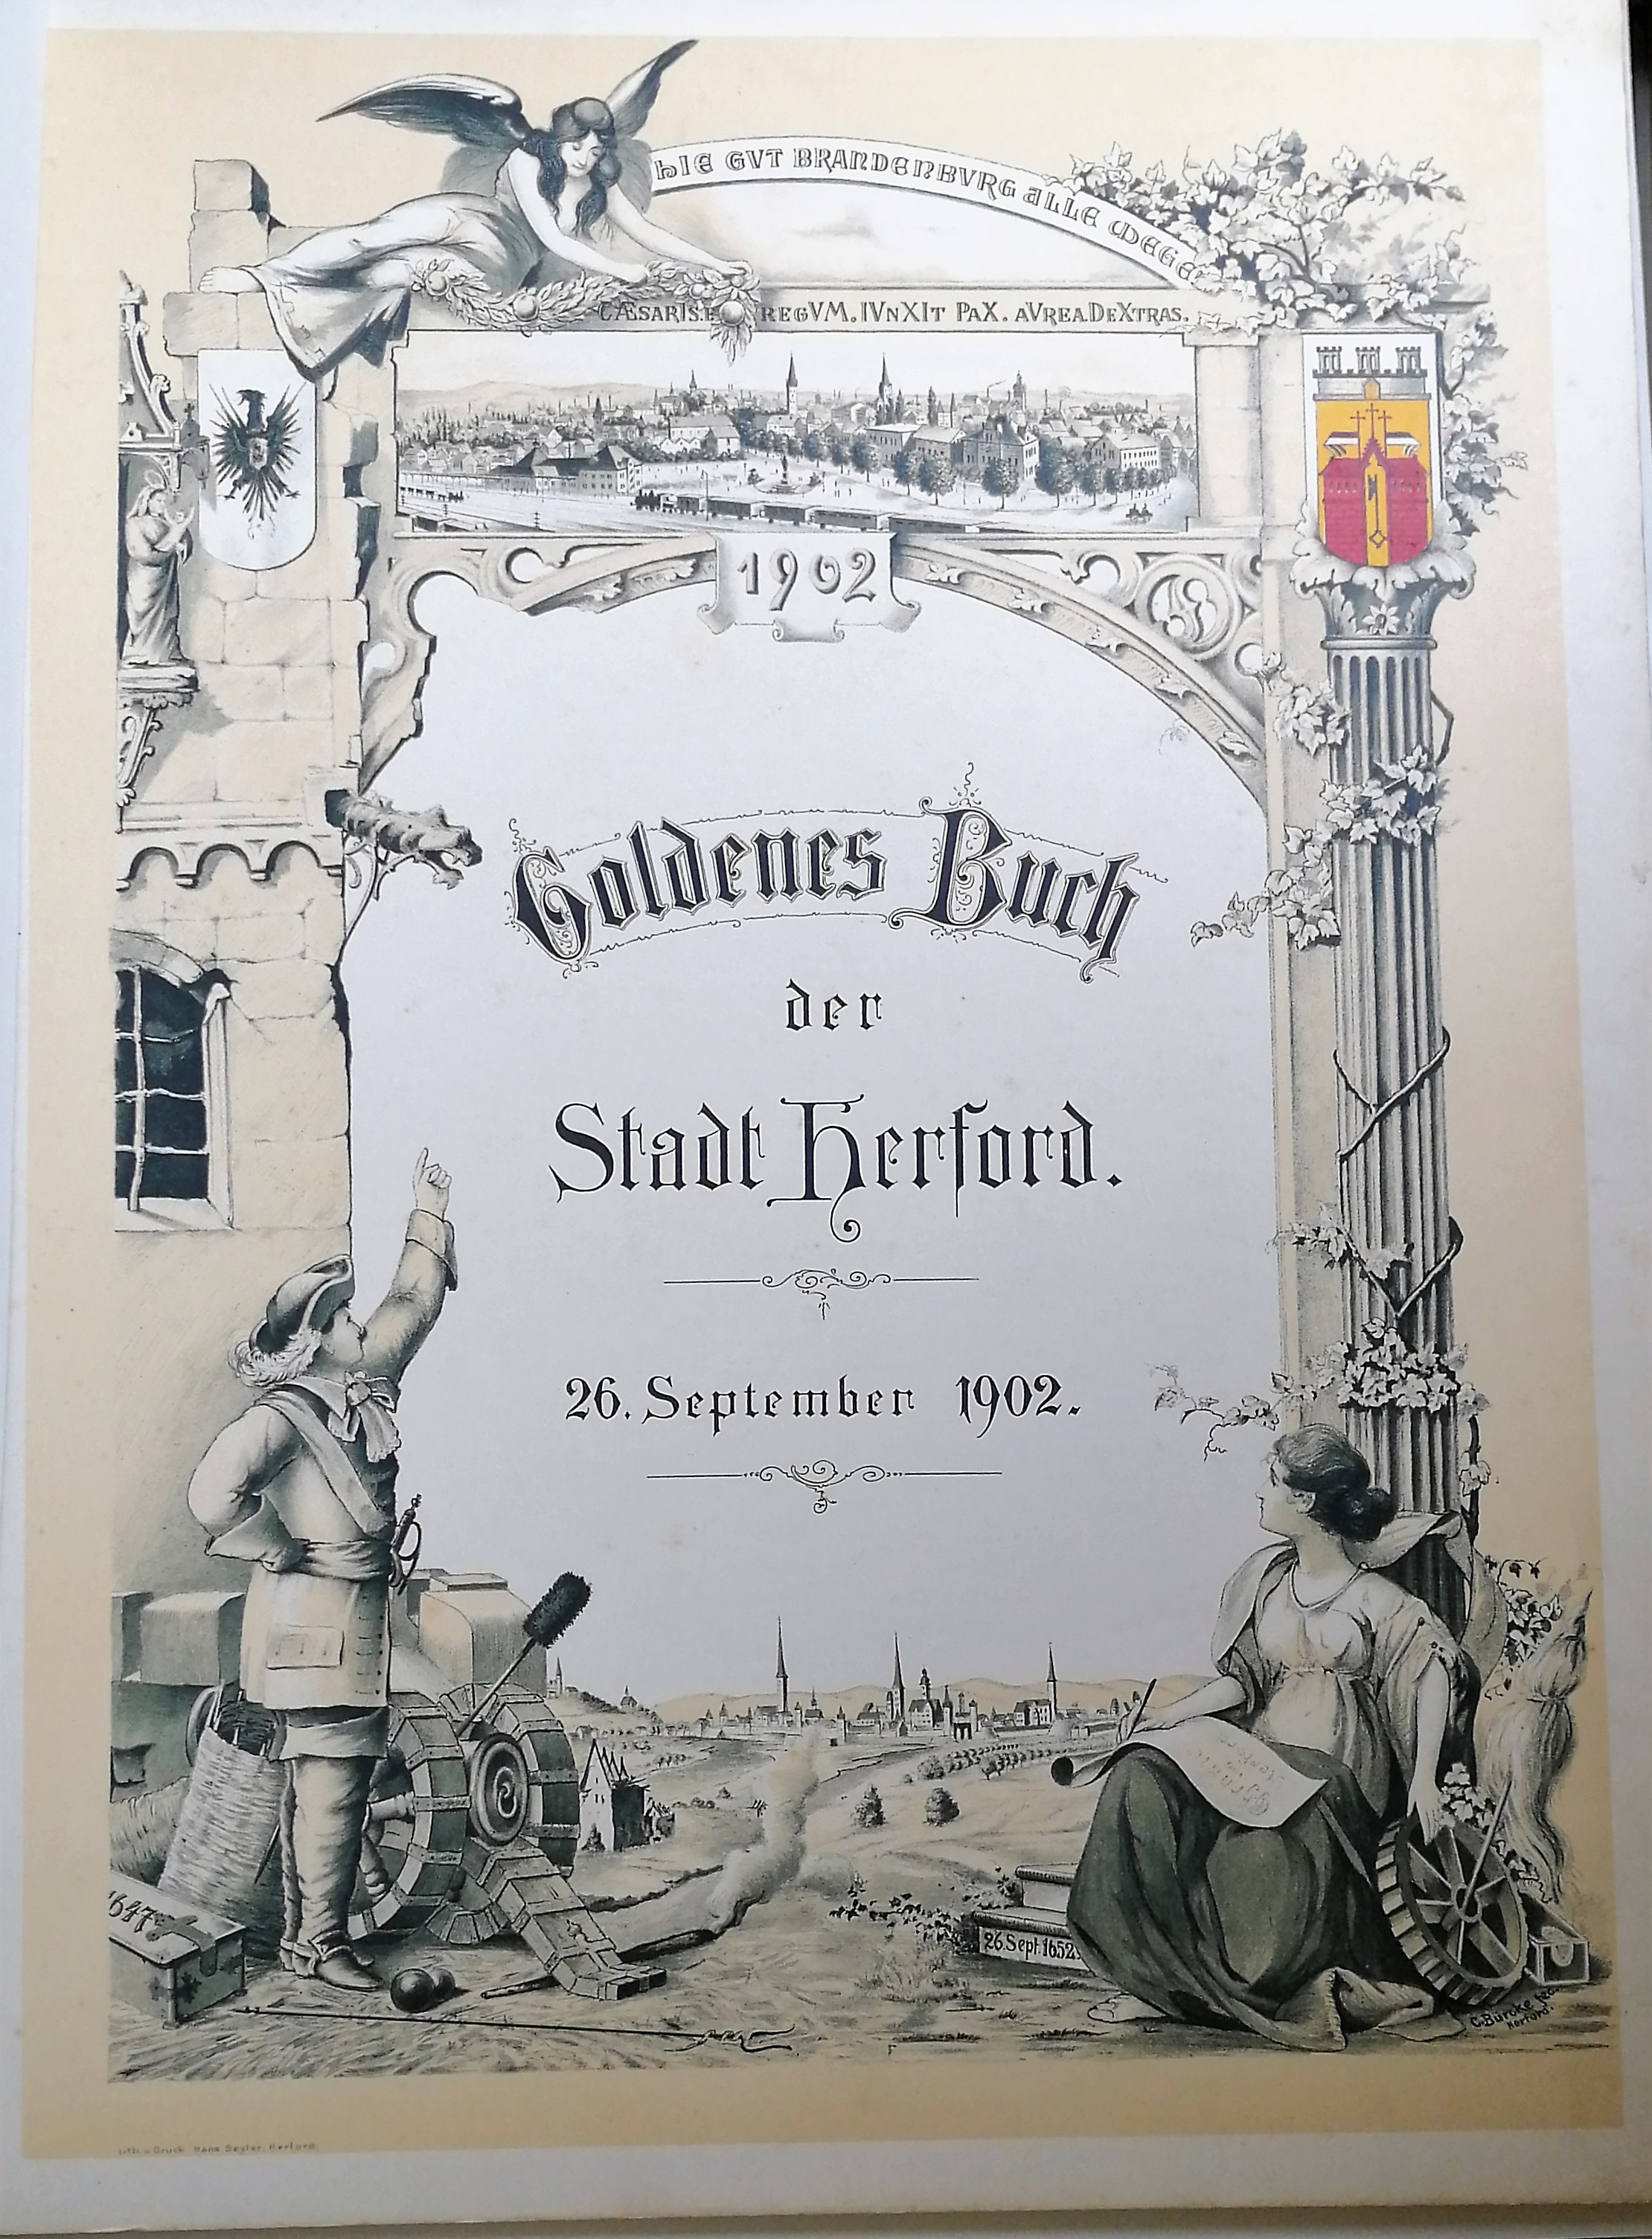 hIE GVT BRANDENBVRG ALLE WEGE
CÆSARIS.E REGVM.IVnXIt PaX.aVREA.DeXTRAS.
1902
Goldenes Buch
der
Stadt Herford.
26. September 1902.
1647
26.Sept.1652.
C.Bürcke fec.
Herford.
Lith. u. Druck Hans Segler, Herford.